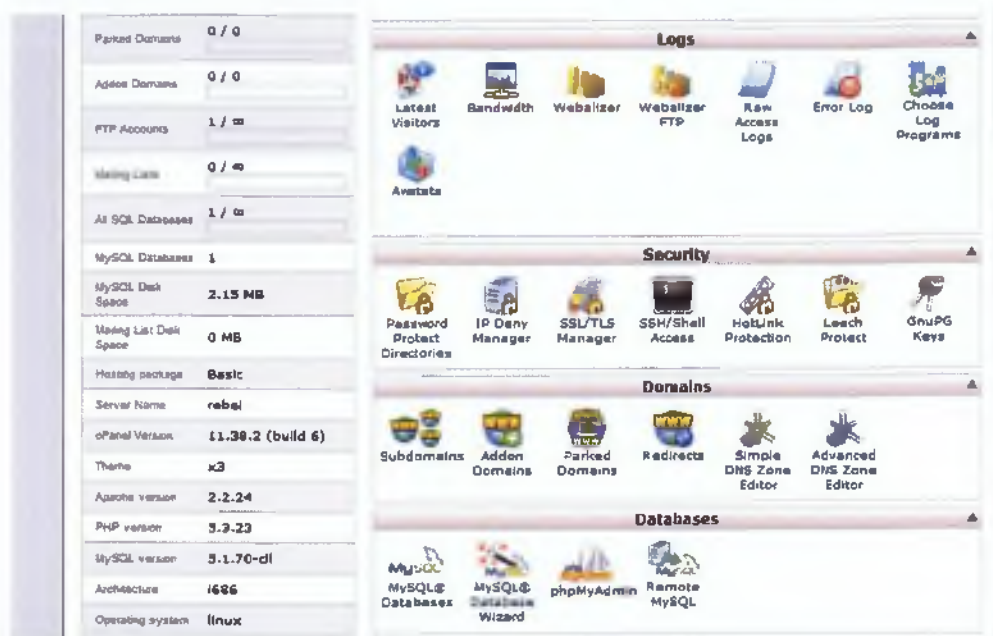 Parked Domains 0 / 0
Addon Domains 0 / 0
FTP Accounts 1 / ∞
Mailing Lists 0 / ∞
All SQL Databases 1 / ∞
MySQL Databases 1
MySQL Disk
Space 2.15 MB
Mailing List Disk
Space 0 MB
Hosting package Basic
Server Name rebel
cPanel Version 11.38.2 (build 6)
Theme x3
Apache version 2.2.24
PHP version 5.3.23
MySQL version 5.1.70-cll
Architecture i686
Operating system linux
Logs
Latest
Visitors
Bandwidth
Webalizer
Webalizer
FTP
Raw
Access
Logs
Error Log
Choose
Log
Programs
Awstats
Security
Password
Protect
Directories
IP Deny
Manager
SSL/TLS
Manager
SSH/Shell
Access
HotLink
Protection
Leech
Protect
GnuPG
Keys
Domains
Subdomains
Addon
Domains
Parked
Domains
Redirects
Simple
DNS Zone
Editor
Advanced
DNS Zone
Editor
Databases
MySQL®
Databases
MySQL®
Database
Wizard
phpMyAdmin
Remote
MySQL